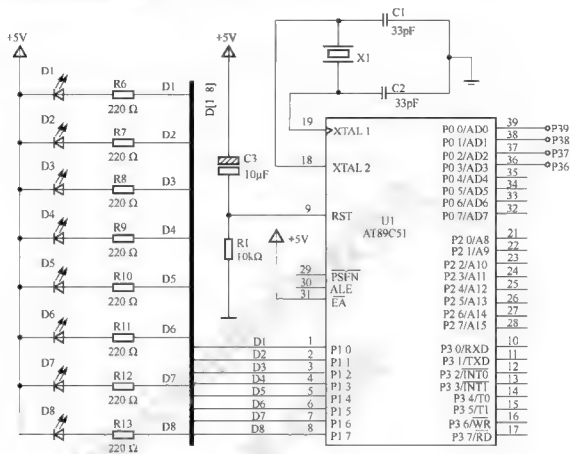 +5V
D1
R6
D1
220 Ω
D2
R7
D2
220 Ω
D3
R8
D3
220 Ω
D4
R9
D4
220 Ω
D5
R10
D5
220 Ω
D6
R11
D6
220 Ω
D7
R12
D7
220 Ω
D8
R13
D8
220 Ω
D[1 8]
+5V
C3
10μF
R1
10kΩ
+5V
C1
33pF
X1
C2
33pF
19 XTAL 1
18 XTAL 2
9 RST
U1
AT89C51
29 PSEN
30 ALE
31 EA
D1 1 P1 0
D2 2 P1 1
D3 3 P1 2
D4 4 P1 3
D5 5 P1 4
D6 6 P1 5
D7 7 P1 6
D8 8 P1 7
P0 0/AD0 39 P39
P0 1/AD1 38 P38
P0 2/AD2 37 P37
P0 3/AD3 36 P36
P0 4/AD4 35
P0 5/AD5 34
P0 6/AD6 33
P0 7/AD7 32
P2 0/A8 21
P2 1/A9 22
P2 2/A10 23
P2 3/A11 24
P2 4/A12 25
P2 5/A13 26
P2 6/A14 27
P2 7/A15 28
P3 0/RXD 10
P3 1/TXD 11
P3 2/INT0 12
P3 3/INT1 13
P3 4/T0 14
P3 5/T1 15
P3 6/WR 16
P3 7/RD 17